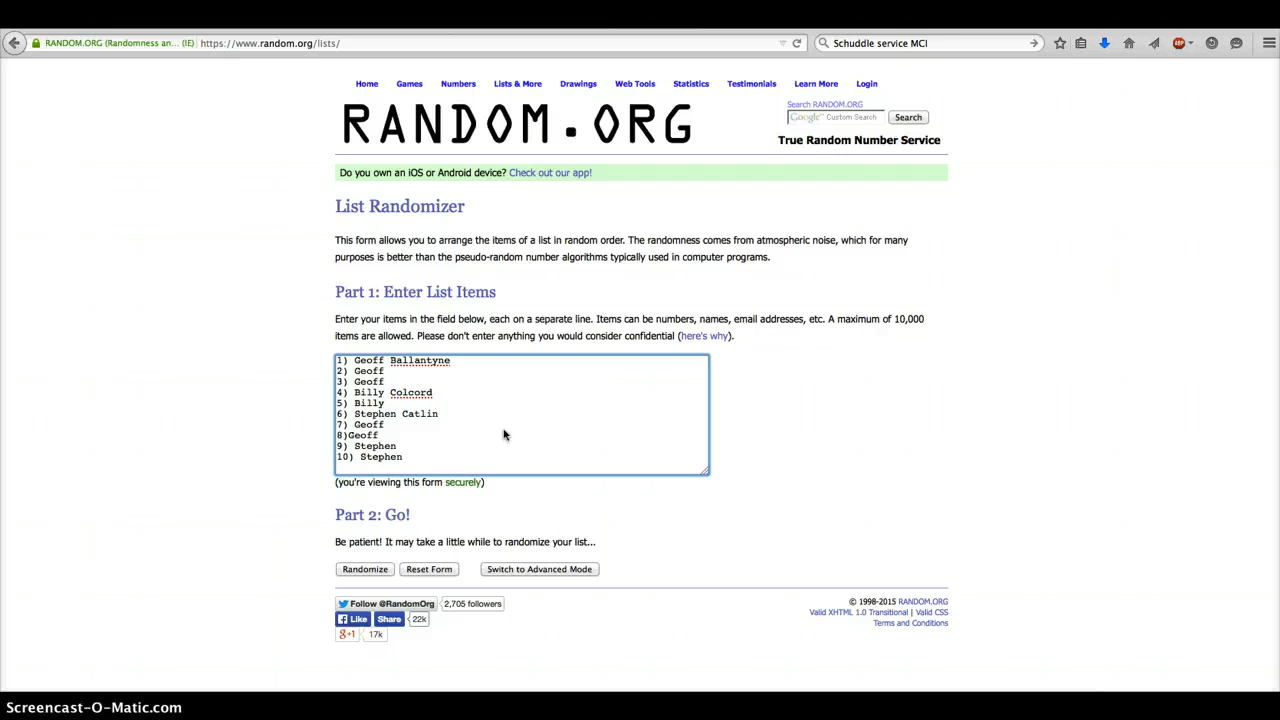 RANDOM.ORG (Randomness an... (IE) https://www.random.org/lists/ Schuddle service MCI
ABP
Home Games Numbers Lists & More Drawings Web Tools Statistics Testimonials Learn More Login
RANDOM.ORG
Search RANDOM.ORG
Google™ Custom Search Search
True Random Number Service
Do you own an iOS or Android device? Check out our app!
List Randomizer
This form allows you to arrange the items of a list in random order. The randomness comes from atmospheric noise, which for many
purposes is better than the pseudo-random number algorithms typically used in computer programs.
Part 1: Enter List Items
Enter your items in the field below, each on a separate line. Items can be numbers, names, email addresses, etc. A maximum of 10,000
items are allowed. Please don't enter anything you would consider confidential (here's why).
1) Geoff Ballantyne
2) Geoff
3) Geoff
4) Billy Colcord
5) Billy
6) Stephen Catlin
7) Geoff
8)Geoff
9) Stephen
10) Stephen
(you're viewing this form securely)
Part 2: Go!
Be patient! It may take a little while to randomize your list...
Randomize Reset Form Switch to Advanced Mode
Follow @RandomOrg 2,705 followers
Like Share 22k
g+1 17k
© 1998-2015 RANDOM.ORG
Valid XHTML 1.0 Transitional | Valid CSS
Terms and Conditions
Screencast-O-Matic.com